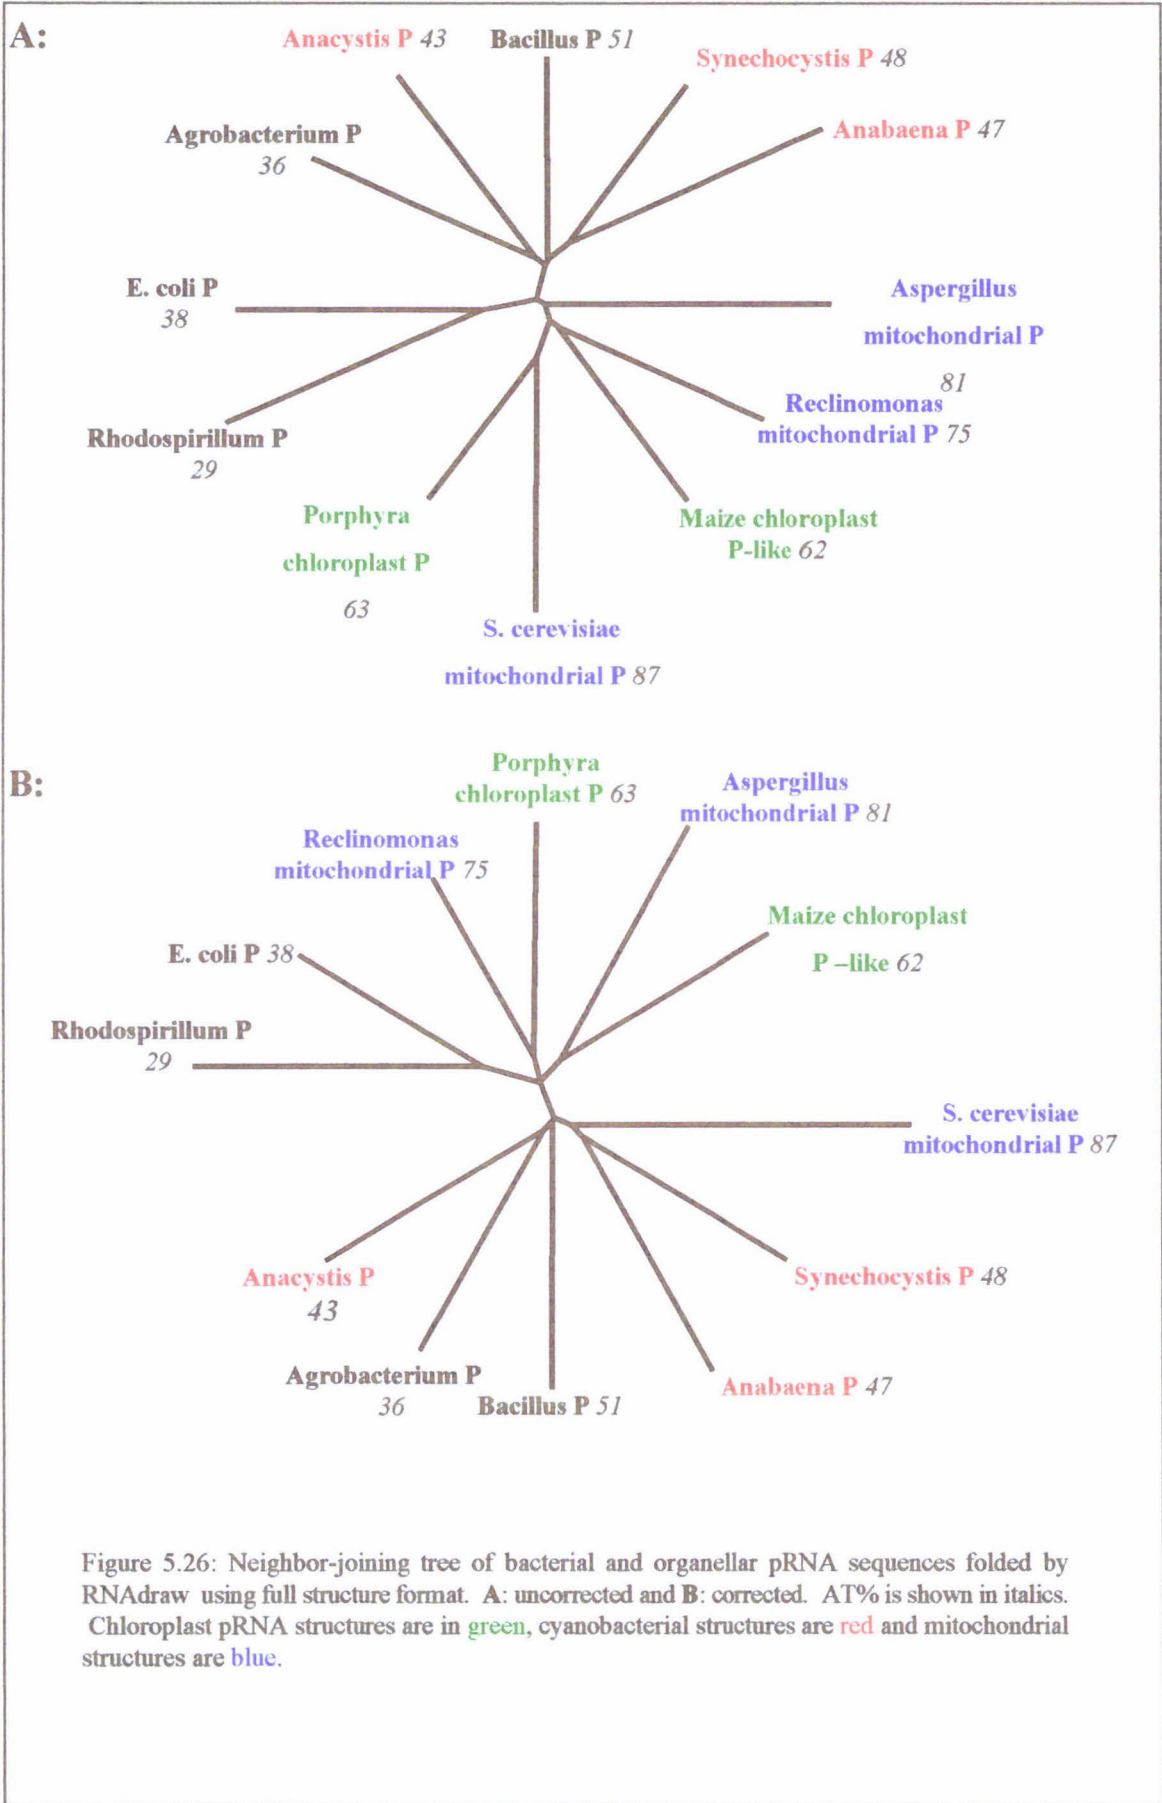 A:
Anacystis P 43
Bacillus P 51
Synechocystis P 48
Anabaena P 47
Agrobacterium P
36
E. coli P
38
Aspergillus
mitochondrial P
81
Reclinomonas
mitochondrial P 75
Rhodospirillum P
29
Porphyra
chloroplast P
63
Maize chloroplast
P-like 62
S. cerevisiae
mitochondrial P 87
B:
Porphyra
chloroplast P 63
Aspergillus
mitochondrial P 81
Reclinomonas
mitochondrial P 75
Maize chloroplast
P –like 62
E. coli P 38
Rhodospirillum P
29
S. cerevisiae
mitochondrial P 87
Anacystis P
43
Synechocystis P 48
Agrobacterium P
36
Bacillus P 51
Anabaena P 47
Figure 5.26: Neighbor-joining tree of bacterial and organellar pRNA sequences folded by
RNAdraw using full structure format. A: uncorrected and B: corrected. AT% is shown in italics.
Chloroplast pRNA structures are in green, cyanobacterial structures are red and mitochondrial
structures are blue.